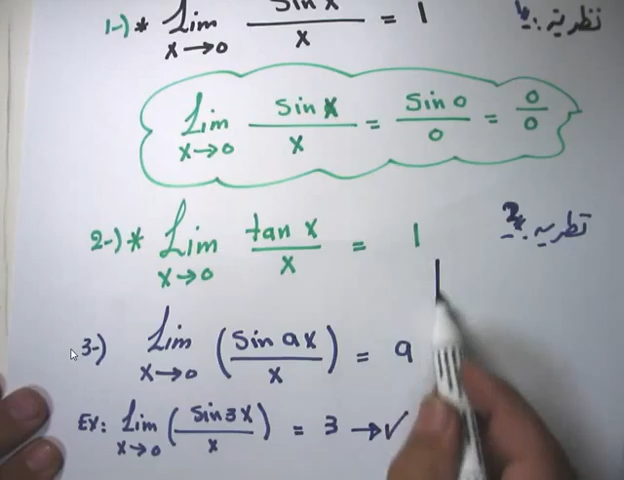 1-) * Lim x→0 sin x / x = 1 نظرية
Lim x→0 sin x / x = sin 0 / 0 = 0 / 0
2-) * Lim x→0 tan x / x = 1 نظرية 2
3-) Lim x→0 (sin ax / x) = a
Ex: Lim x→0 (sin 3x / x) = 3 → ✓